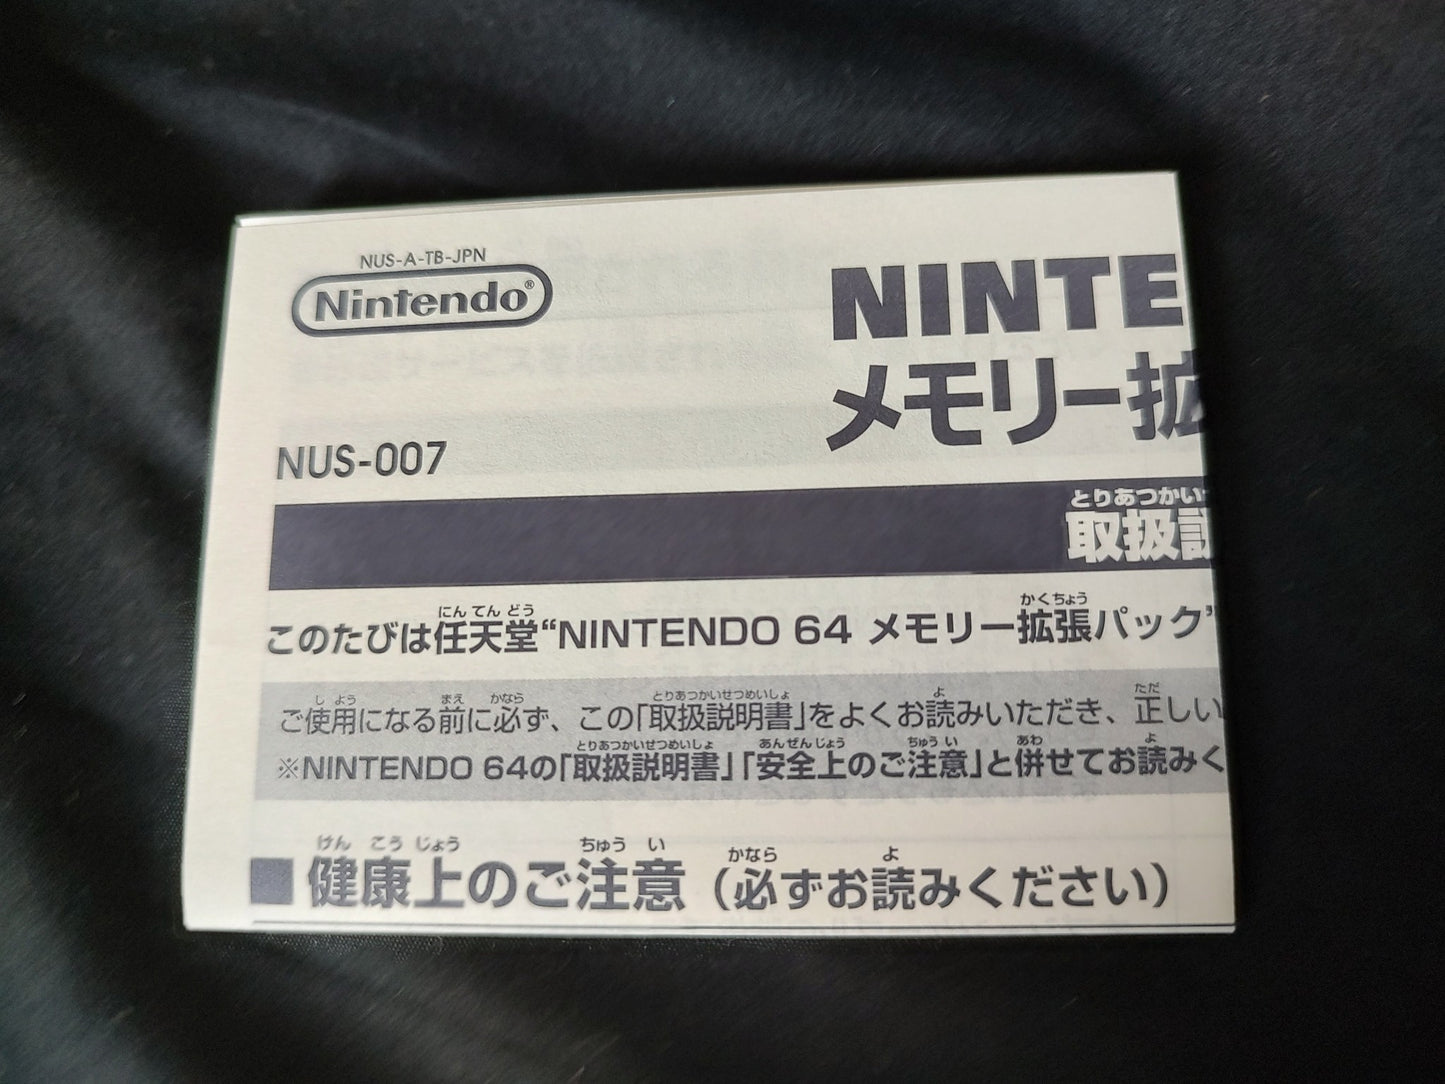 NUS-A-TB-JPN
Nintendo®
NINTE
メモリー拡
NUS-007
とりあつかい
取扱説
にん てん どう かくちょう
このたびは任天堂“NINTENDO 64 メモリー拡張パック”
し よう まえ かなら とりあつかいせつめいしょ よ ただ
ご使用になる前に必ず、この「取扱説明書」をよくお読みいただき、正しい
とりあつかいせつめいしょ あんぜんじょう ちゅう い あわ よ
※NINTENDO 64の「取扱説明書」「安全上のご注意」と併せてお読みく
けん こう じょう ちゅう い かなら よ
■健康上のご注意（必ずお読みください）